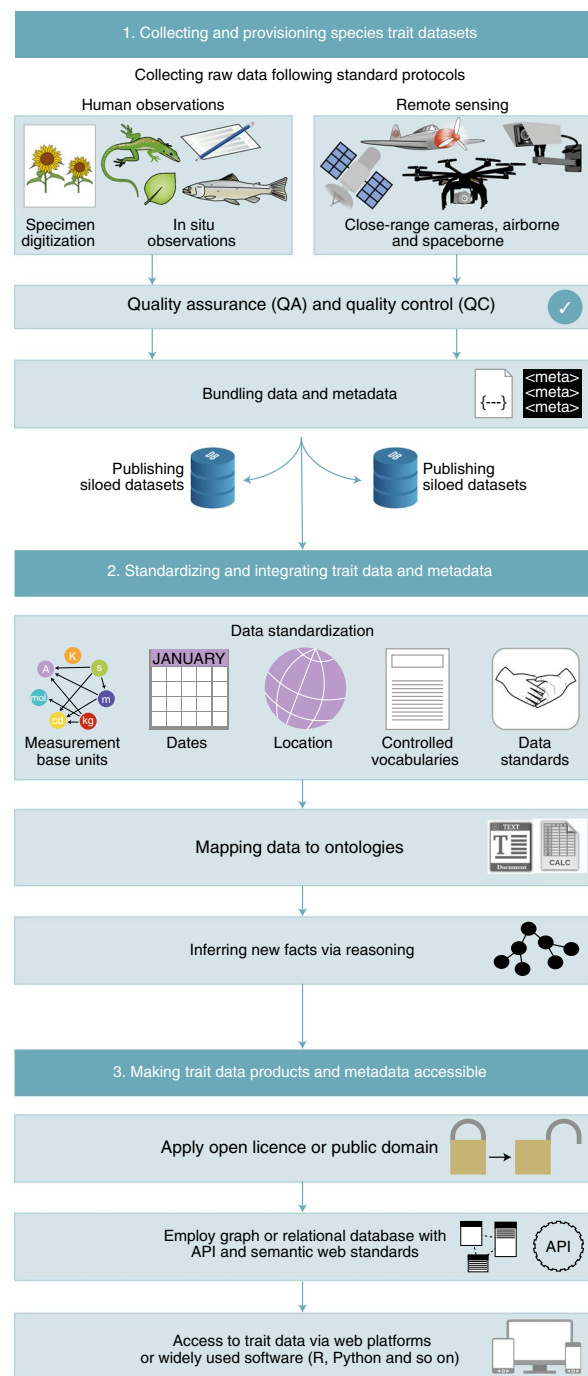 1. Collecting and provisioning species trait datasets
Collecting raw data following standard protocols
Human observations
Remote sensing
Specimen
digitization
In situ
observations
Close-range cameras, airborne
and spaceborne
Quality assurance (QA) and quality control (QC)
✓
Bundling data and metadata
{---}
<meta>
<meta>
<meta>
Publishing
siloed datasets
Publishing
siloed datasets
2. Standardizing and integrating trait data and metadata
Data standardization
K
A
s
mol
m
cd
kg
JANUARY
Measurement
base units
Dates
Location
Controlled
vocabularies
Data
standards
Mapping data to ontologies
TEXT
T
Document
CALC
Inferring new facts via reasoning
3. Making trait data products and metadata accessible
Apply open licence or public domain
Employ graph or relational database with
API and semantic web standards
API
Access to trait data via web platforms
or widely used software (R, Python and so on)